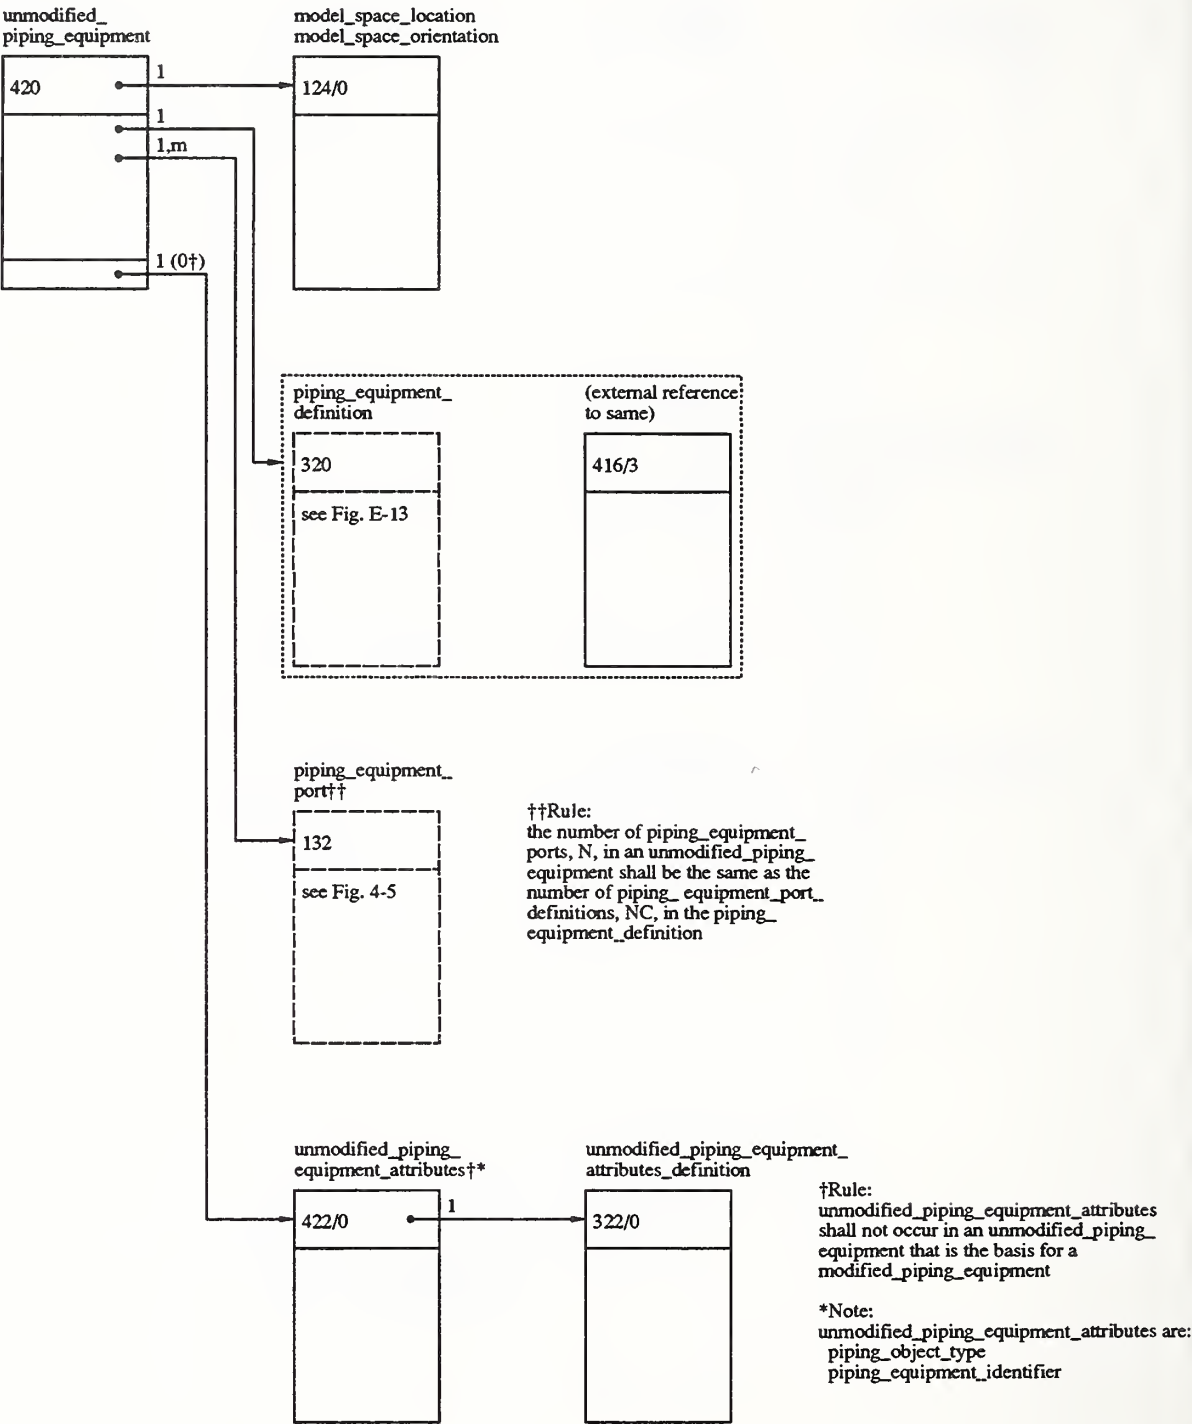 unmodified_
piping_equipment
model_space_location
model_space_orientation
420
1
124/0
1
1,m
1 (0†)
piping_equipment_
definition
(external reference
to same)
320
416/3
see Fig. E-13
piping_equipment_
port††
132
see Fig. 4-5
††Rule:
the number of piping_equipment_
ports, N, in an unmodified_piping_
equipment shall be the same as the
number of piping_ equipment_port_
definitions, NC, in the piping_
equipment_definition
unmodified_piping_
equipment_attributes†*
unmodified_piping_equipment_
attributes_definition
422/0
1
322/0
†Rule:
unmodified_piping_equipment_attributes
shall not occur in an unmodified_piping_
equipment that is the basis for a
modified_piping_equipment
*Note:
unmodified_piping_equipment_attributes are:
piping_object_type
piping_equipment_identifier